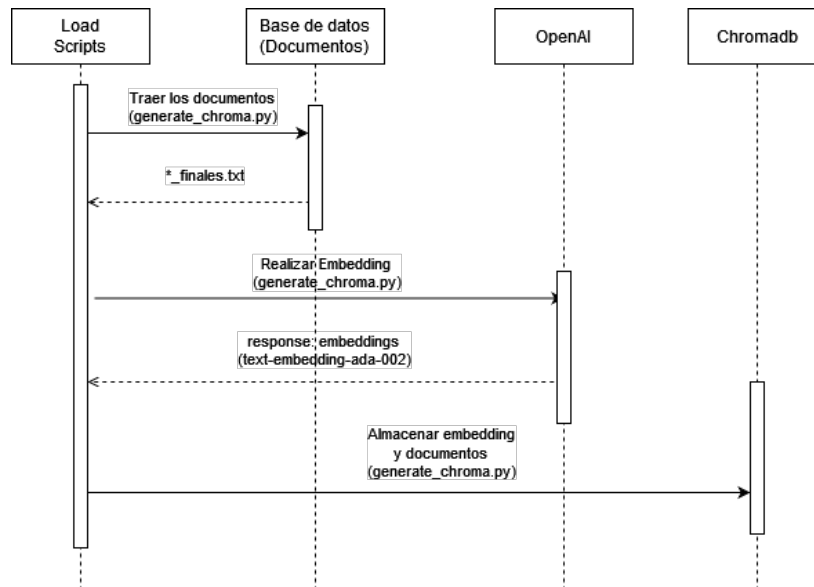 Load
Scripts
Base de datos
(Documentos)
OpenAI
Chromadb
Traer los documentos
(generate_chroma.py)
*_finales.txt
Realizar Embedding
(generate_chroma.py)
response: embeddings
(text-embedding-ada-002)
Almacenar embedding
y documentos
(generate_chroma.py)